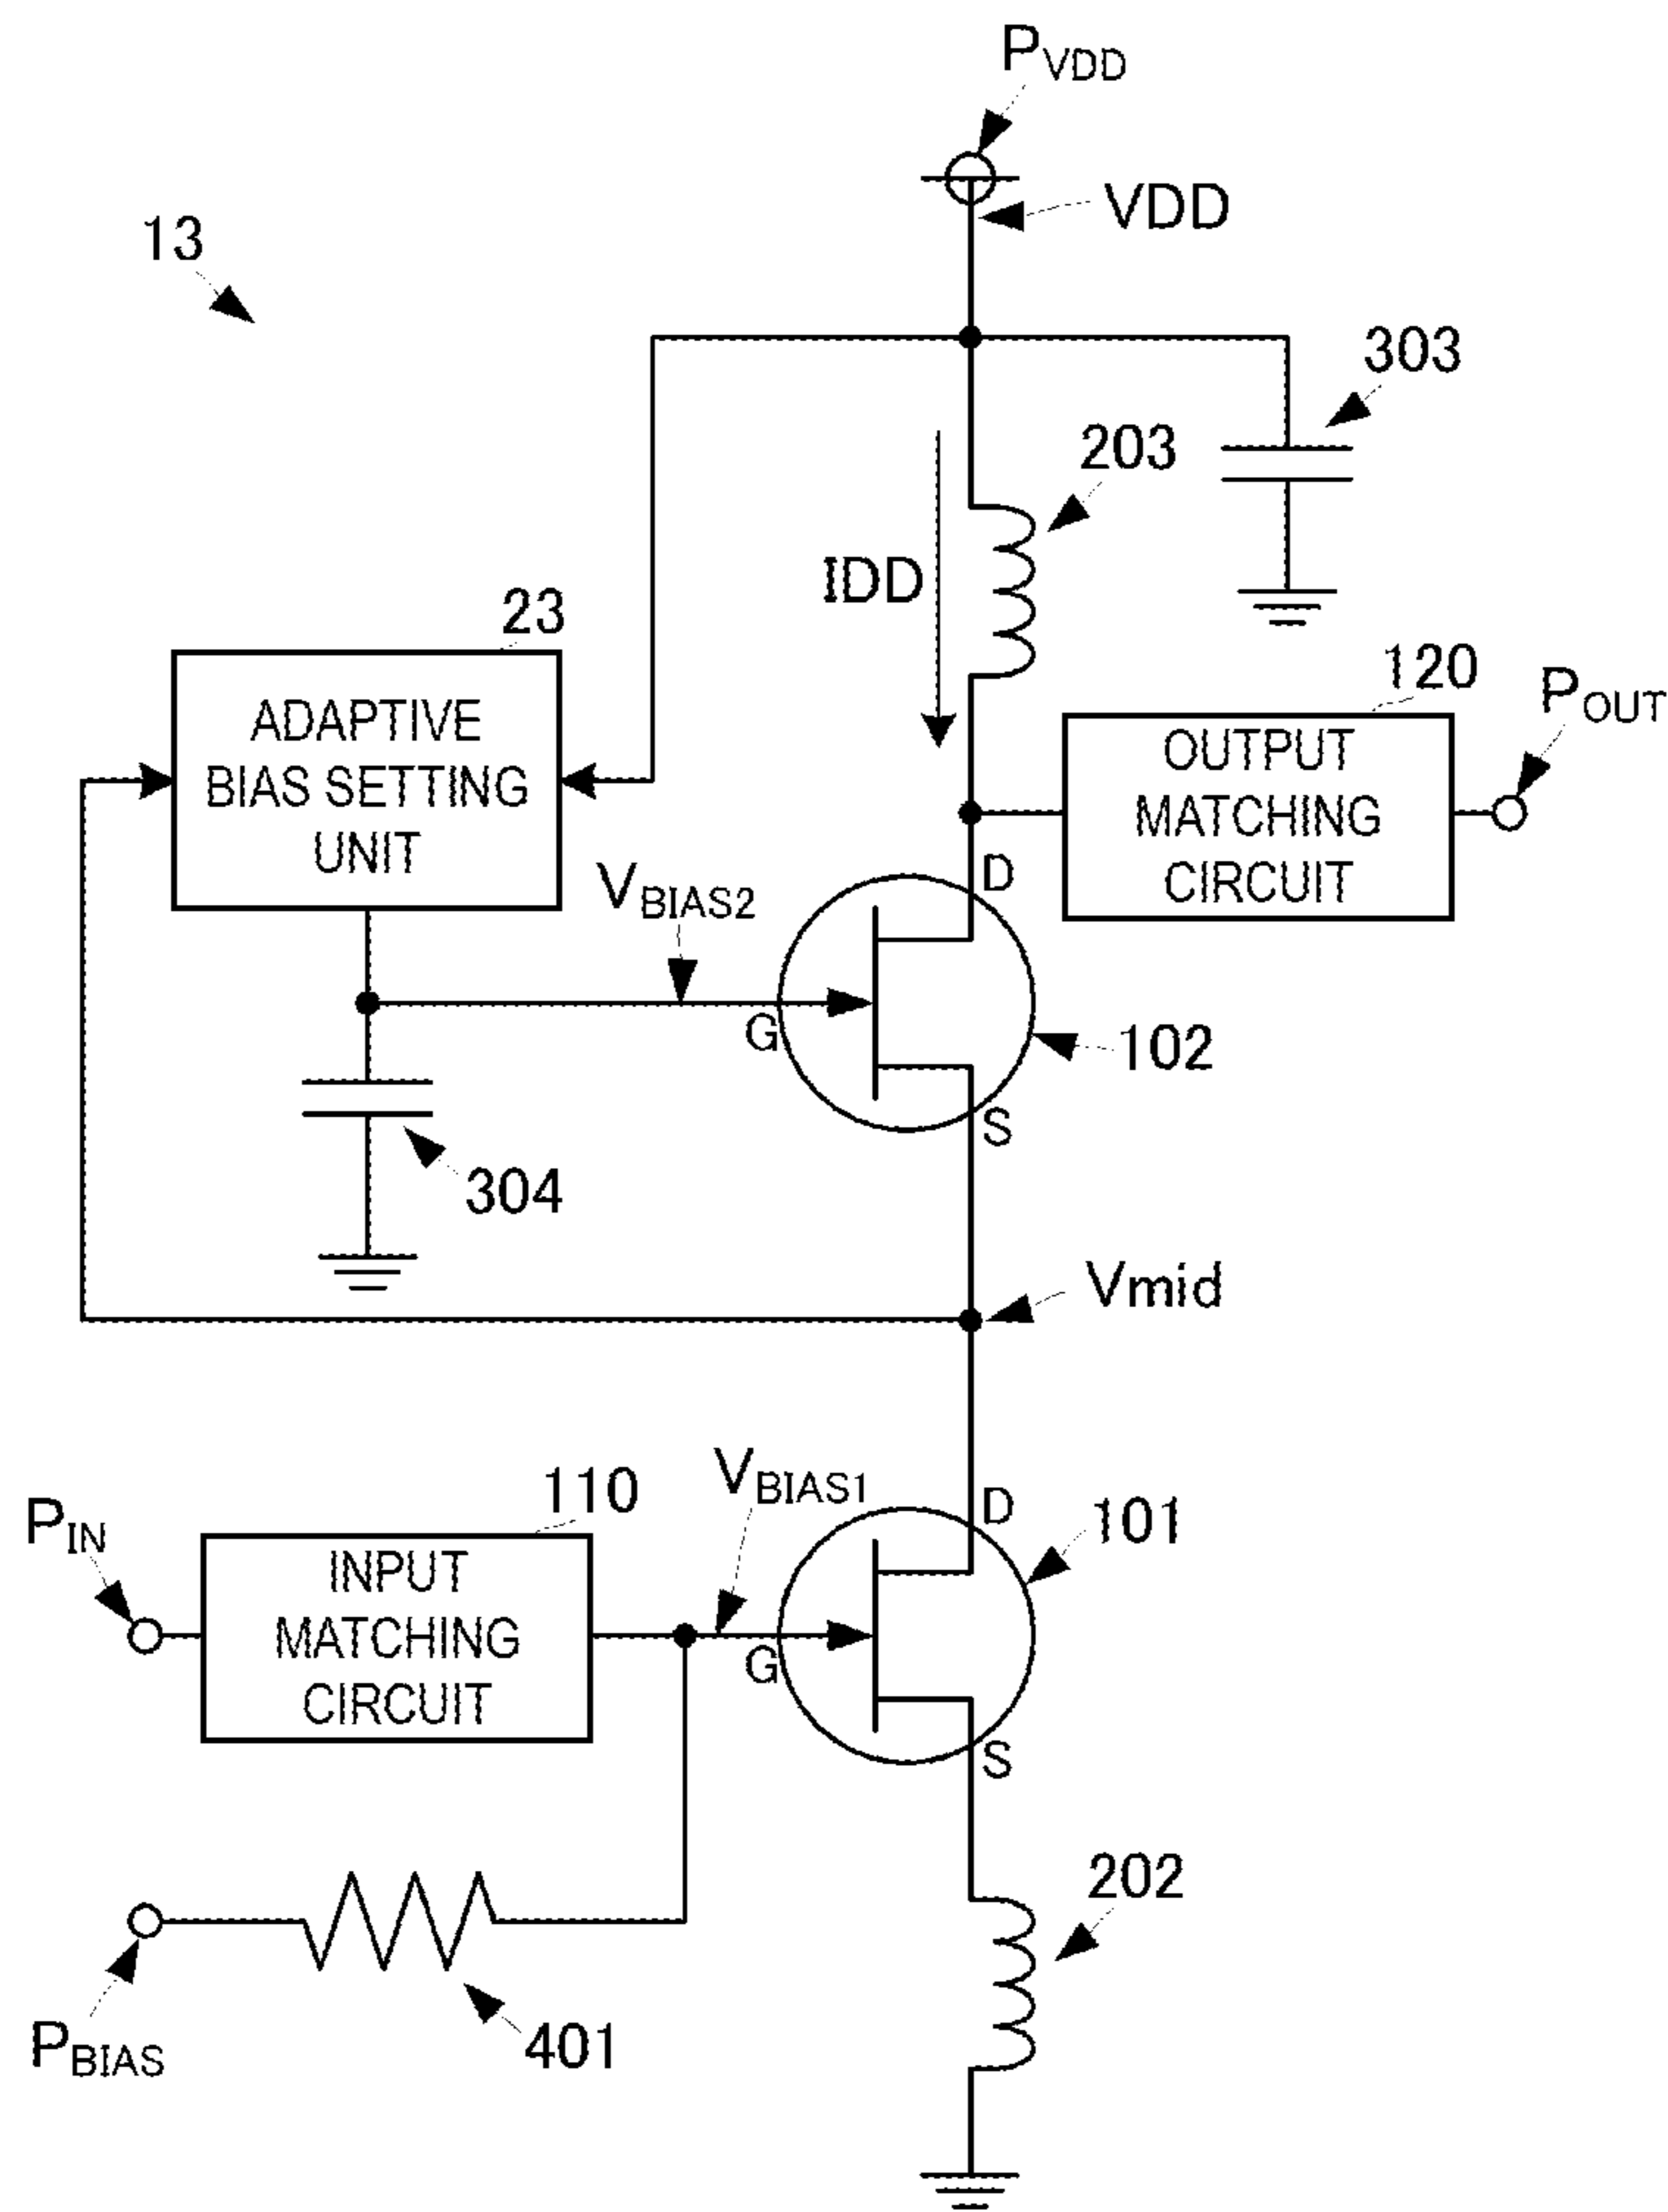 PVDD
VDD
13
303
203
IDD
23
ADAPTIVE
BIAS SETTING
UNIT
120
POUT
OUTPUT
MATCHING
CIRCUIT
VBIAS2
D
G
S
102
304
Vmid
VBIAS1
110
PIN
INPUT
MATCHING
CIRCUIT
D
G
S
101
202
PBIAS
401